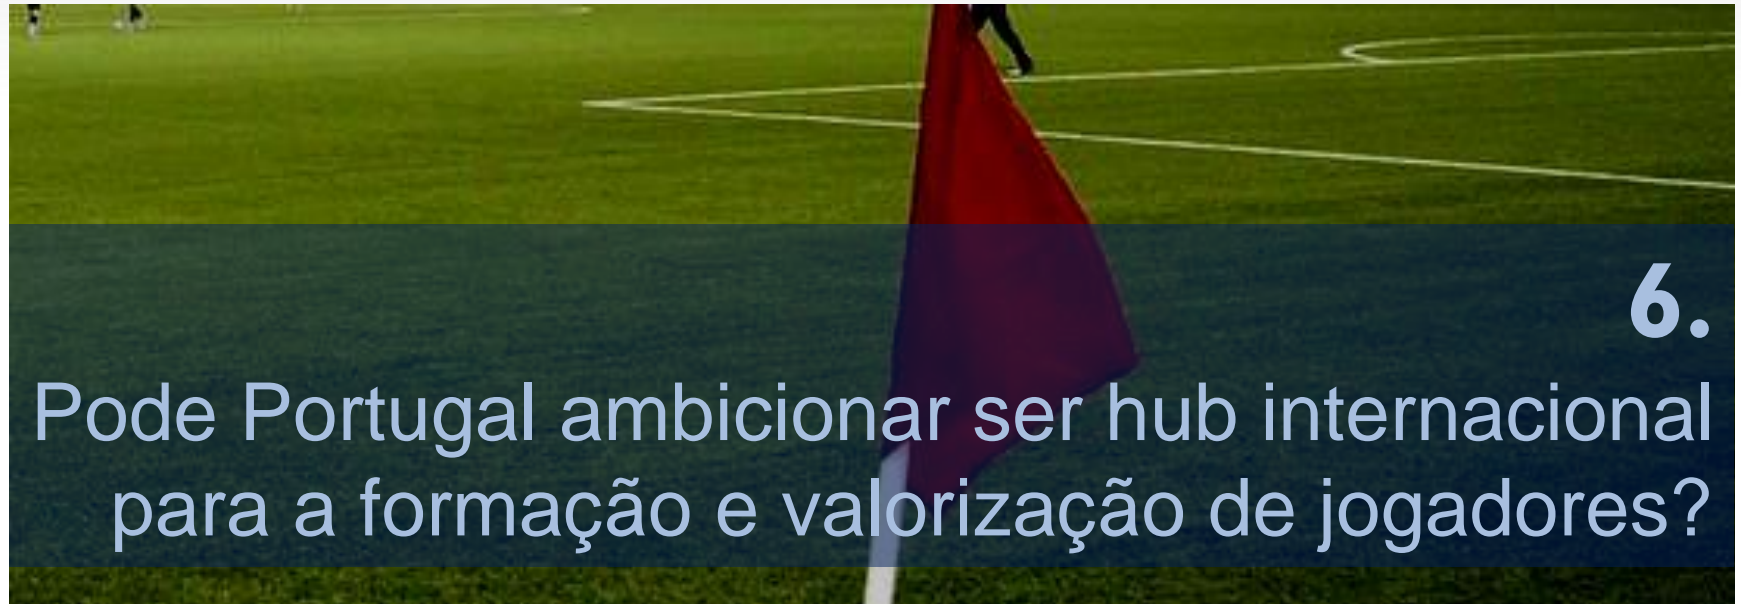 6.
Pode Portugal ambicionar ser hub internacional
para a formação e valorização de jogadores?